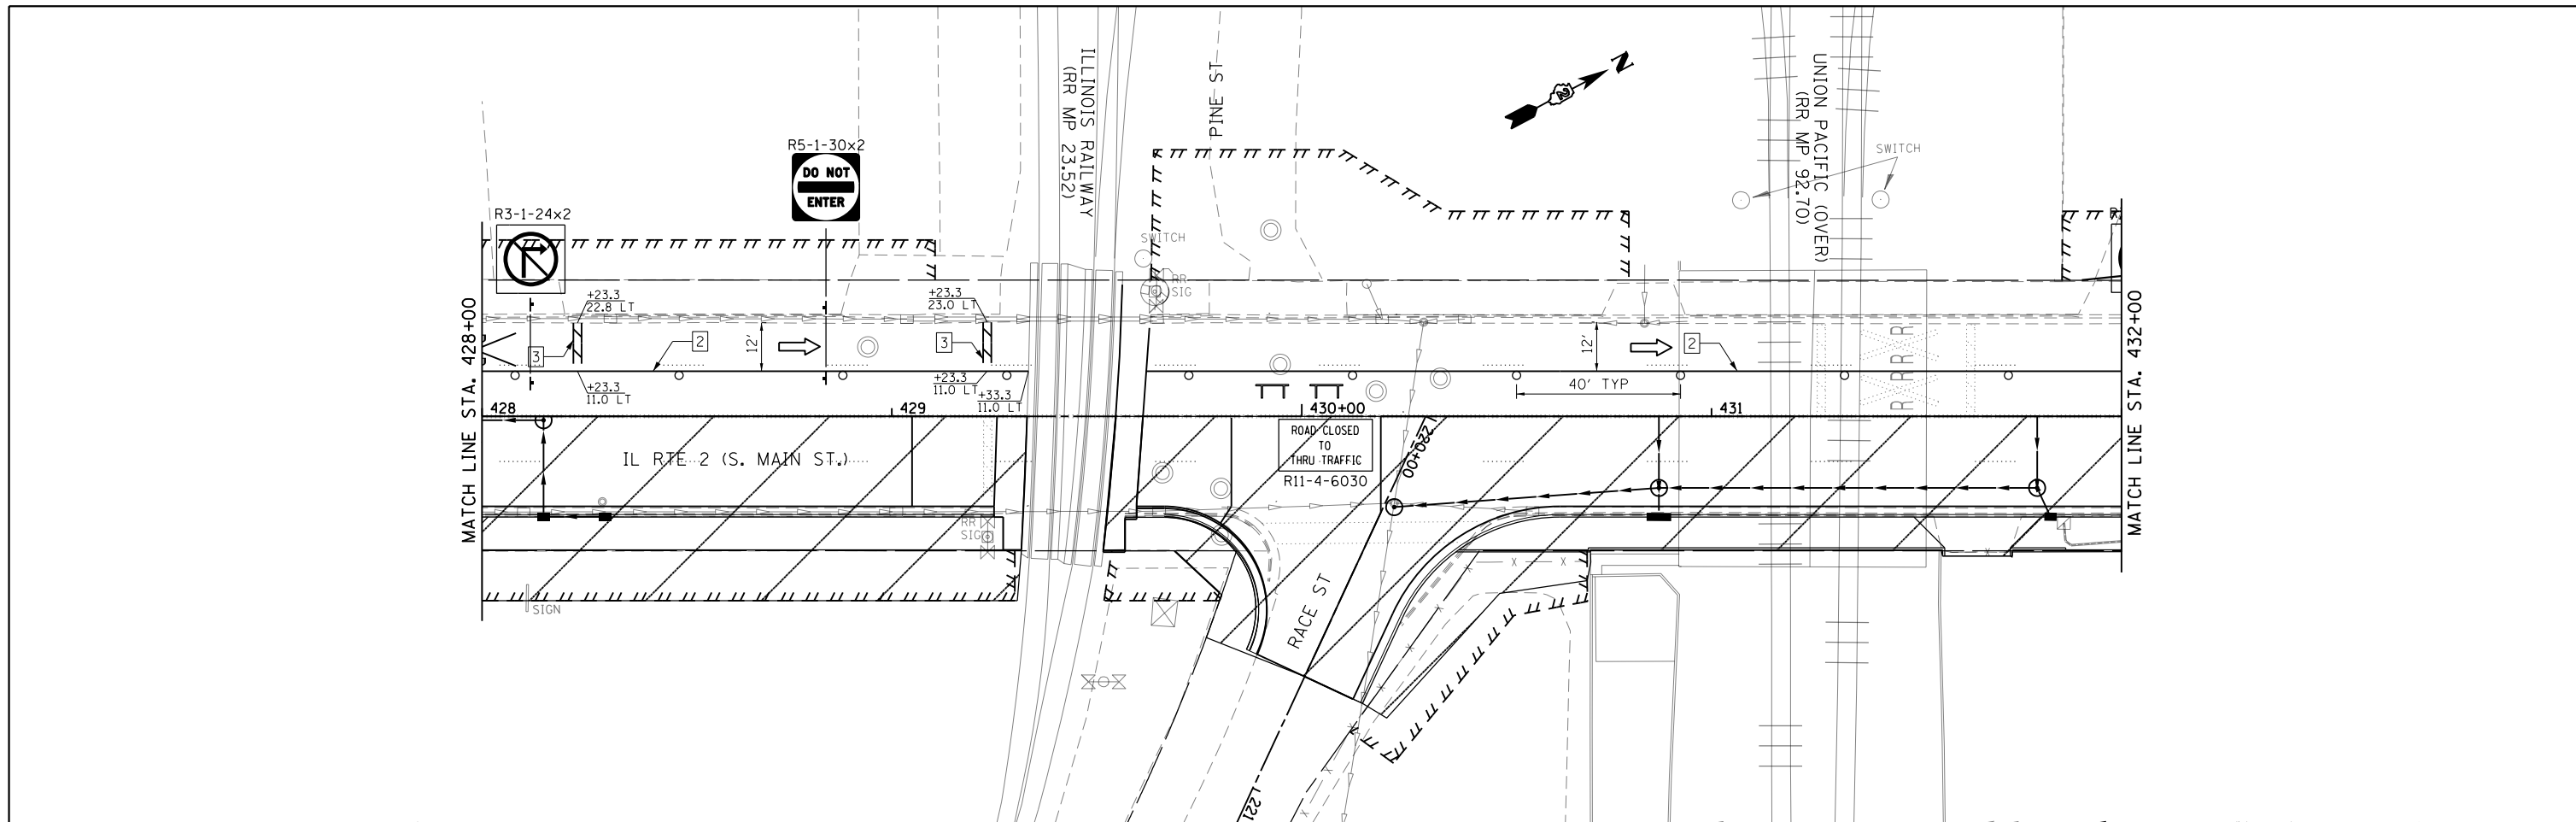 ILLINOIS RAILWAY
(RR MP 23.52)
PINE ST
N
2
UNION PACIFIC (OVER)
(RR MP 92.70)
SWITCH
R5-1-30x2
DO NOT
ENTER
R3-1-24x2
SWITCH
RR
SIG
MATCH LINE STA. 428+00
+23.3
22.8 LT
+23.3
23.0 LT
3
2
12'
3
12'
2
R R R
MATCH LINE STA. 432+00
+23.3
11.0 LT
+23.3
11.0 LT
+33.3
11.0 LT
40' TYP
428
429
430+00
431
ROAD CLOSED
TO
THRU TRAFFIC
R11-4-6030
220+00
IL RTE 2 (S. MAIN ST.)
RR
SIG
SIGN
RACE ST
221